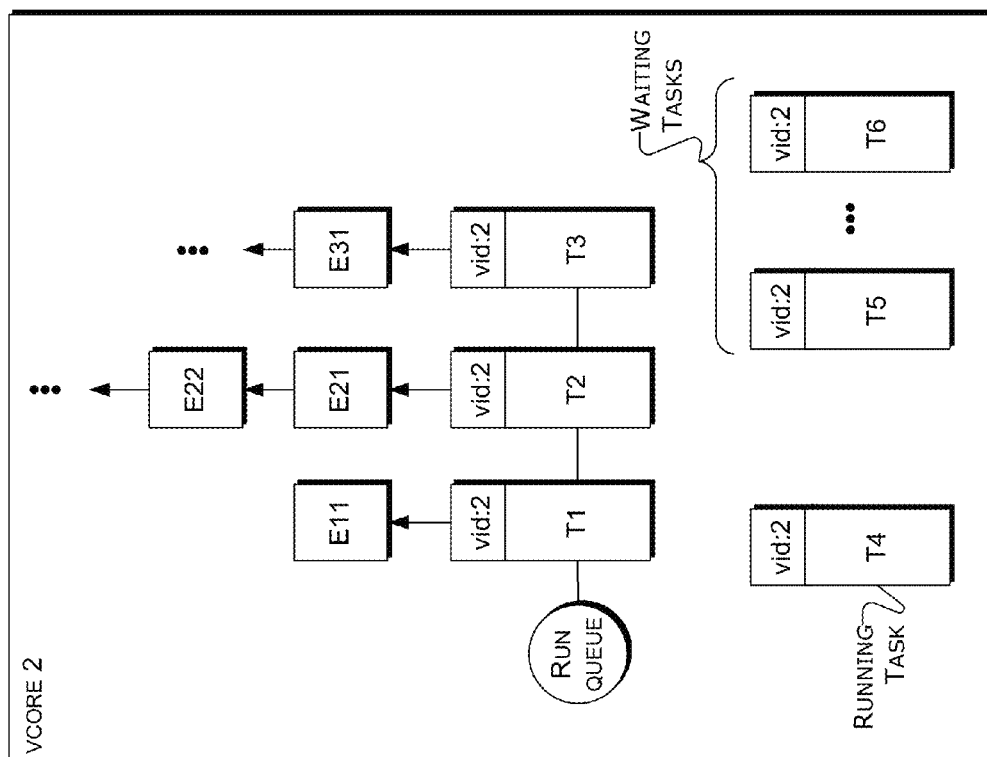 VCORE 2
E22
E11
E21
E31
vid:2
vid:2
vid:2
T1
T2
T3
RUN
QUEUE
WAITING
TASKS
vid:2
vid:2
vid:2
T4
T5
T6
RUNNING
TASK